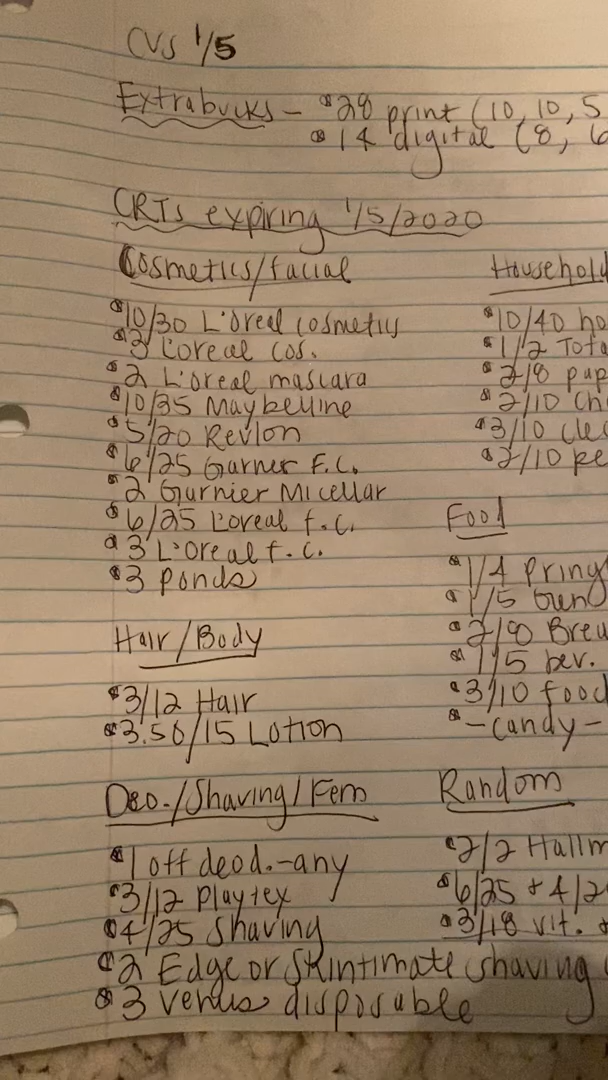 CVS 1/5
Extrabucks - $28 print (10, 10, 5
$14 digital (8, 6
CRTs expiring 1/5/2020
Cosmetics/facial
$10/30 L'oreal cosmetics
$3 L'oreal cos.
$2 L'oreal mascara
$10/35 Maybelline
$5/20 Revlon
$6/25 Garner F.C.
$2 Garnier Micellar
$6/25 L'oreal f.c.
$3 L'Oreal f.c.
$3 Ponds
Hair/Body
$3/12 Hair
$3.50/15 Lotion
Deo./Shaving/Fem
$1 off deod.-any
$3/12 Playtex
$4/25 Shaving
$2 Edge or Skintimate shaving
$3 Venus disposable
Household
$10/40 ho
$1/2 Tota
$2/8 pap
$2/10 Ch
$3/10 cle
$2/10 pe
Food
$1/4 Pring
$1/5 Gun
$2/8 Brew
$1/5 bev.
$3/10 food
$ -candy-
Random
$2/2 Hallm
$6/25 + 4/2
$3/18 vit.